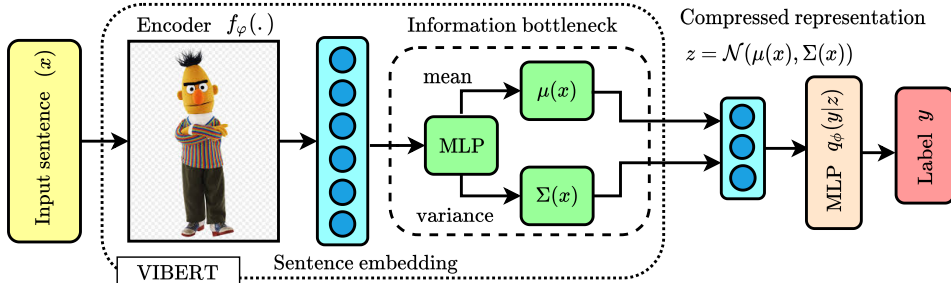 Input sentence (x)
Encoder f_φ(.)
VIBERT
Sentence embedding
Information bottleneck
mean
MLP
variance
μ(x)
Σ(x)
Compressed representation
z = 𝒩(μ(x), Σ(x))
MLP q_ϕ(y|z)
Label y